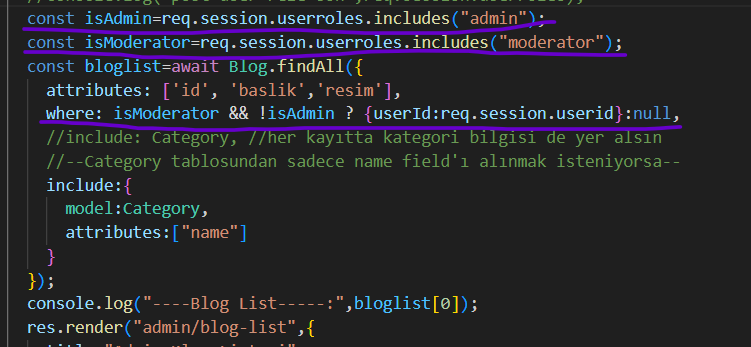 const isAdmin=req.session.userroles.includes("admin");
const isModerator=req.session.userroles.includes("moderator");
const bloglist=await Blog.findAll({
attributes: ['id', 'baslik','resim'],
where: isModerator && !isAdmin ? {userId:req.session.userid}:null,
//include: Category, //her kayıtta kategori bilgisi de yer alsın
//--Category tablosundan sadece name field'ı alınmak isteniyorsa--
include:{
model:Category,
attributes:["name"]
}
});
console.log("----Blog List-----:",bloglist[0]);
res.render("admin/blog-list",{